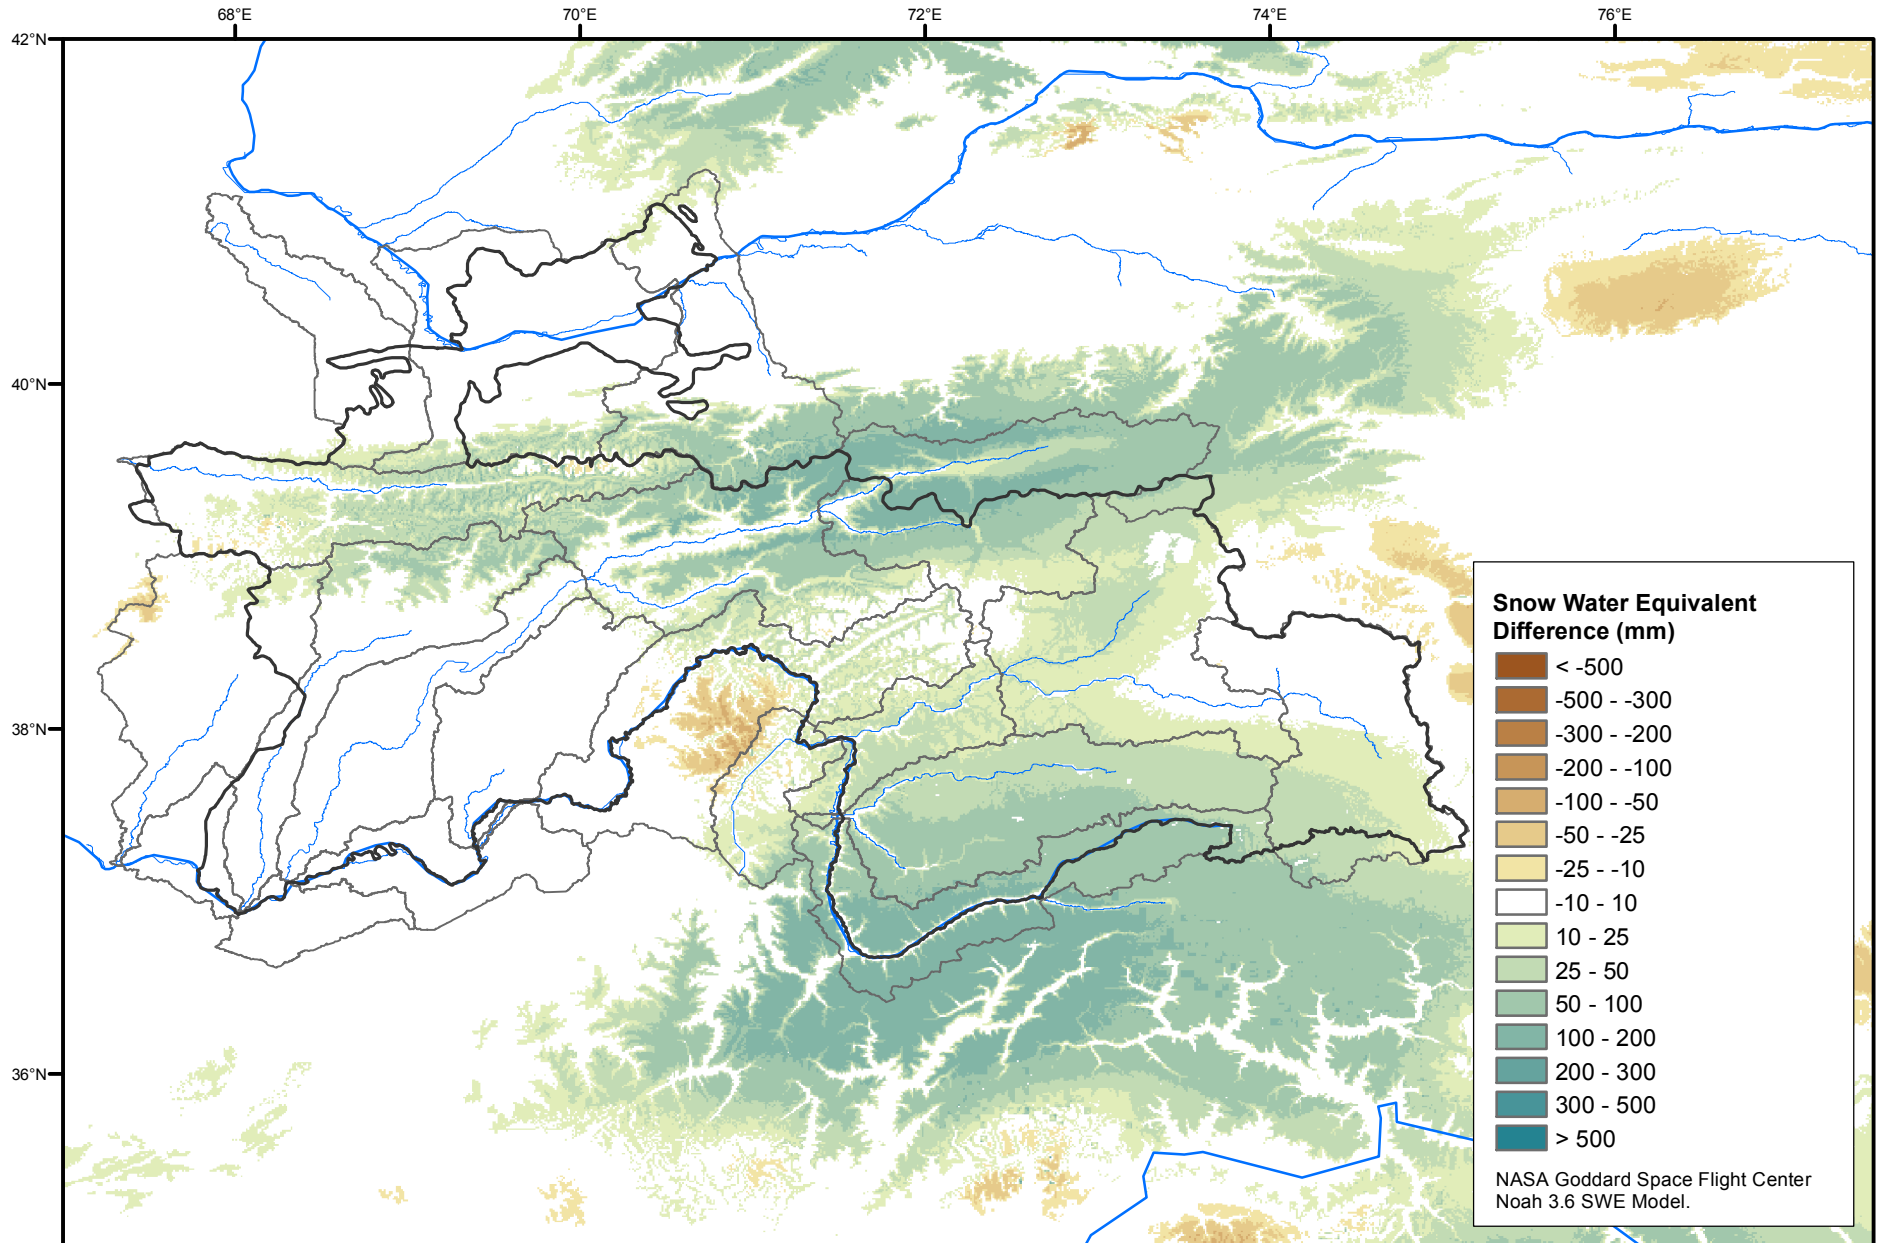 68°E 70°E 72°E 74°E 76°E
42°N
40°N
38°N
36°N
Snow Water Equivalent
Difference (mm)
< -500
-500 - -300
-300 - -200
-200 - -100
-100 - -50
-50 - -25
-25 - -10
-10 - 10
10 - 25
25 - 50
50 - 100
100 - 200
200 - 300
300 - 500
> 500
NASA Goddard Space Flight Center
Noah 3.6 SWE Model.